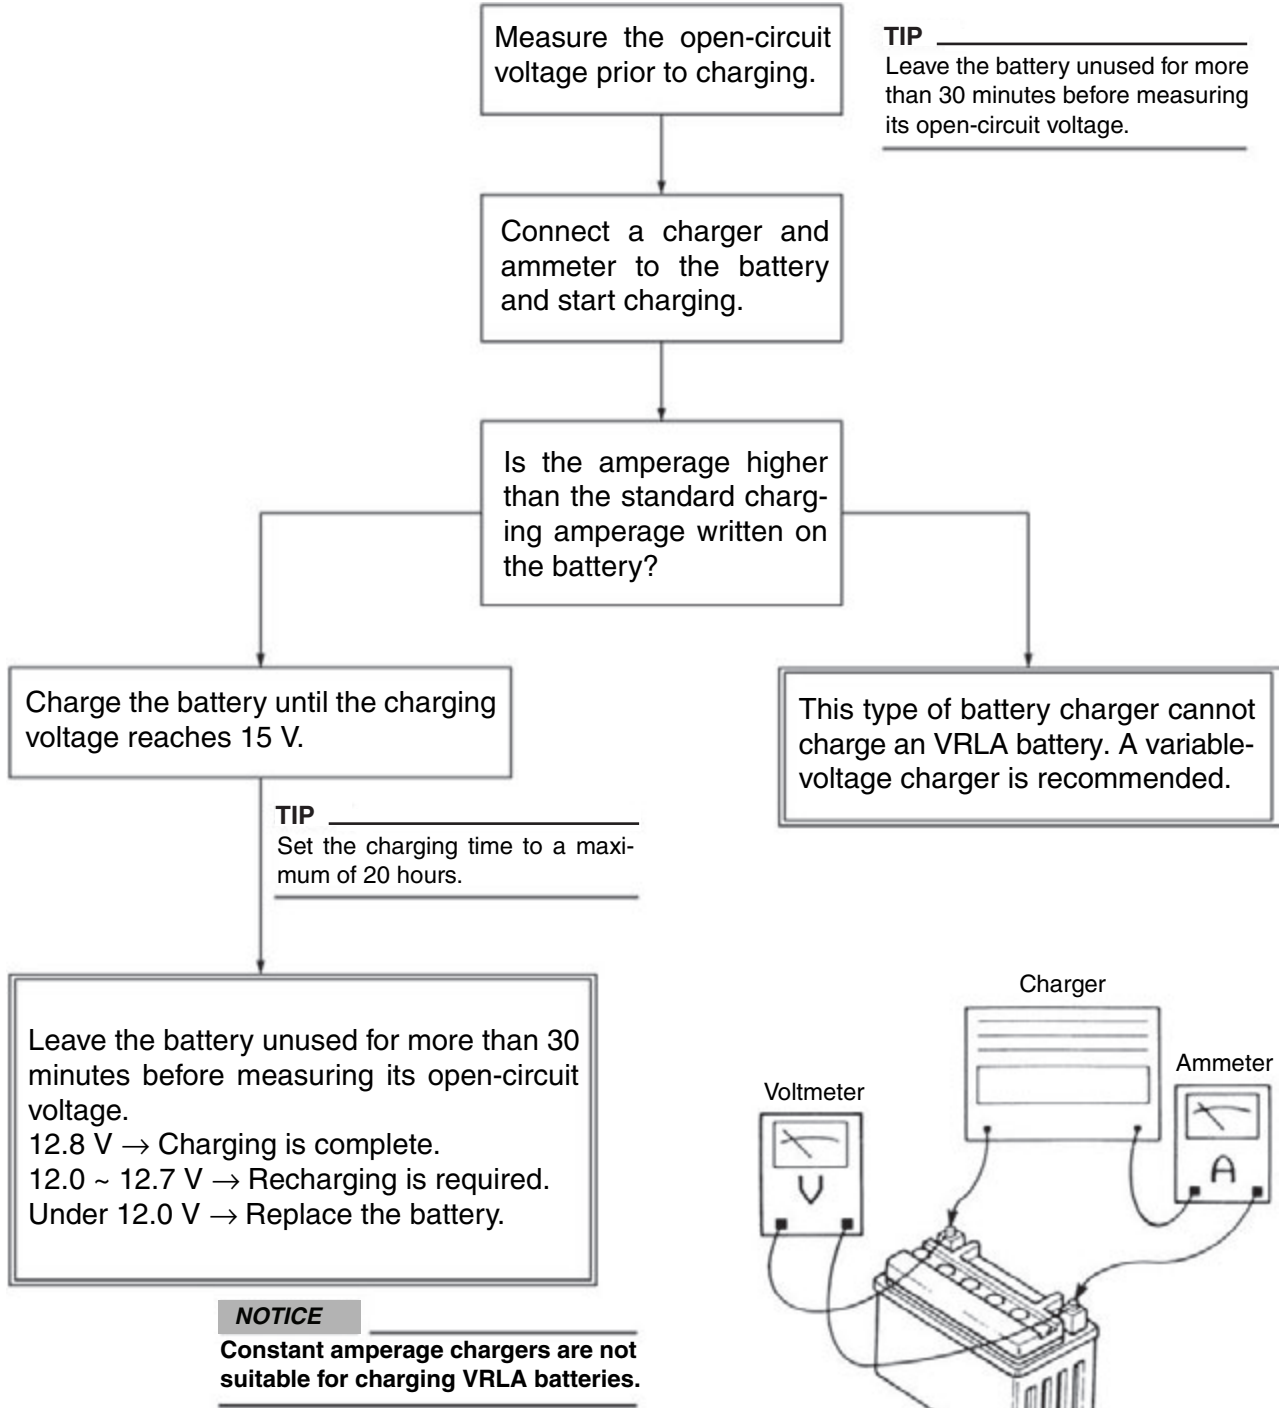 Measure the open-circuit
voltage prior to charging.
TIP
Leave the battery unused for more
than 30 minutes before measuring
its open-circuit voltage.
Connect a charger and
ammeter to the battery
and start charging.
Is the amperage higher
than the standard charg-
ing amperage written on
the battery?
Charge the battery until the charging
voltage reaches 15 V.
This type of battery charger cannot
charge an VRLA battery. A variable-
voltage charger is recommended.
TIP
Set the charging time to a maxi-
mum of 20 hours.
Leave the battery unused for more than 30
minutes before measuring its open-circuit
voltage.
12.8 V → Charging is complete.
12.0 ~ 12.7 V → Recharging is required.
Under 12.0 V → Replace the battery.
NOTICE
Constant amperage chargers are not
suitable for charging VRLA batteries.
Charger
Ammeter
Voltmeter
A
V